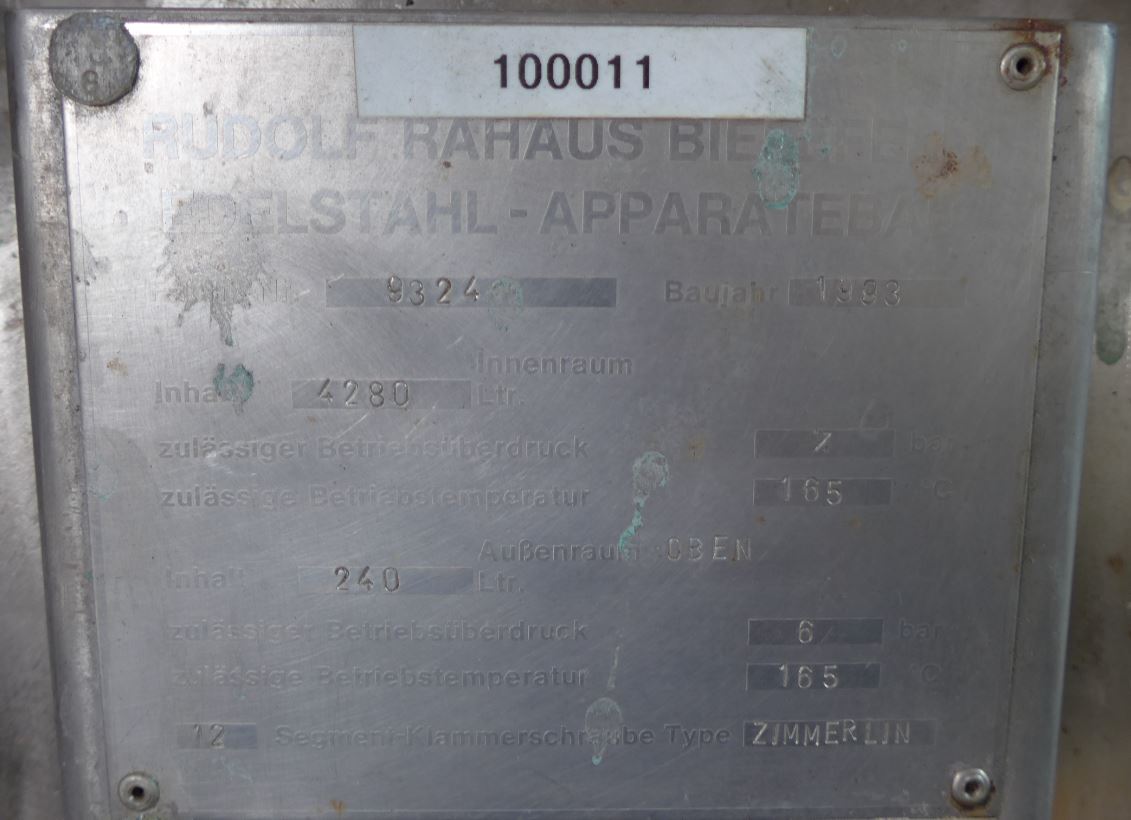 100011
RUDOLF RAHAUS
EDELSTAHL-APPARATEBAU
9324 Baujahr 1993
Innenraum
Inhalt 4280 Ltr.
zulässiger Betriebsüberdruck bar
zulässige Betriebstemperatur 165 °C
Außenraum OBEN
Inhalt 240 Ltr.
zulässiger Betriebsüberdruck 6 bar
zulässige Betriebstemperatur 165 °C
12 Segment-Klammerschraube Type ZIMMERLIN